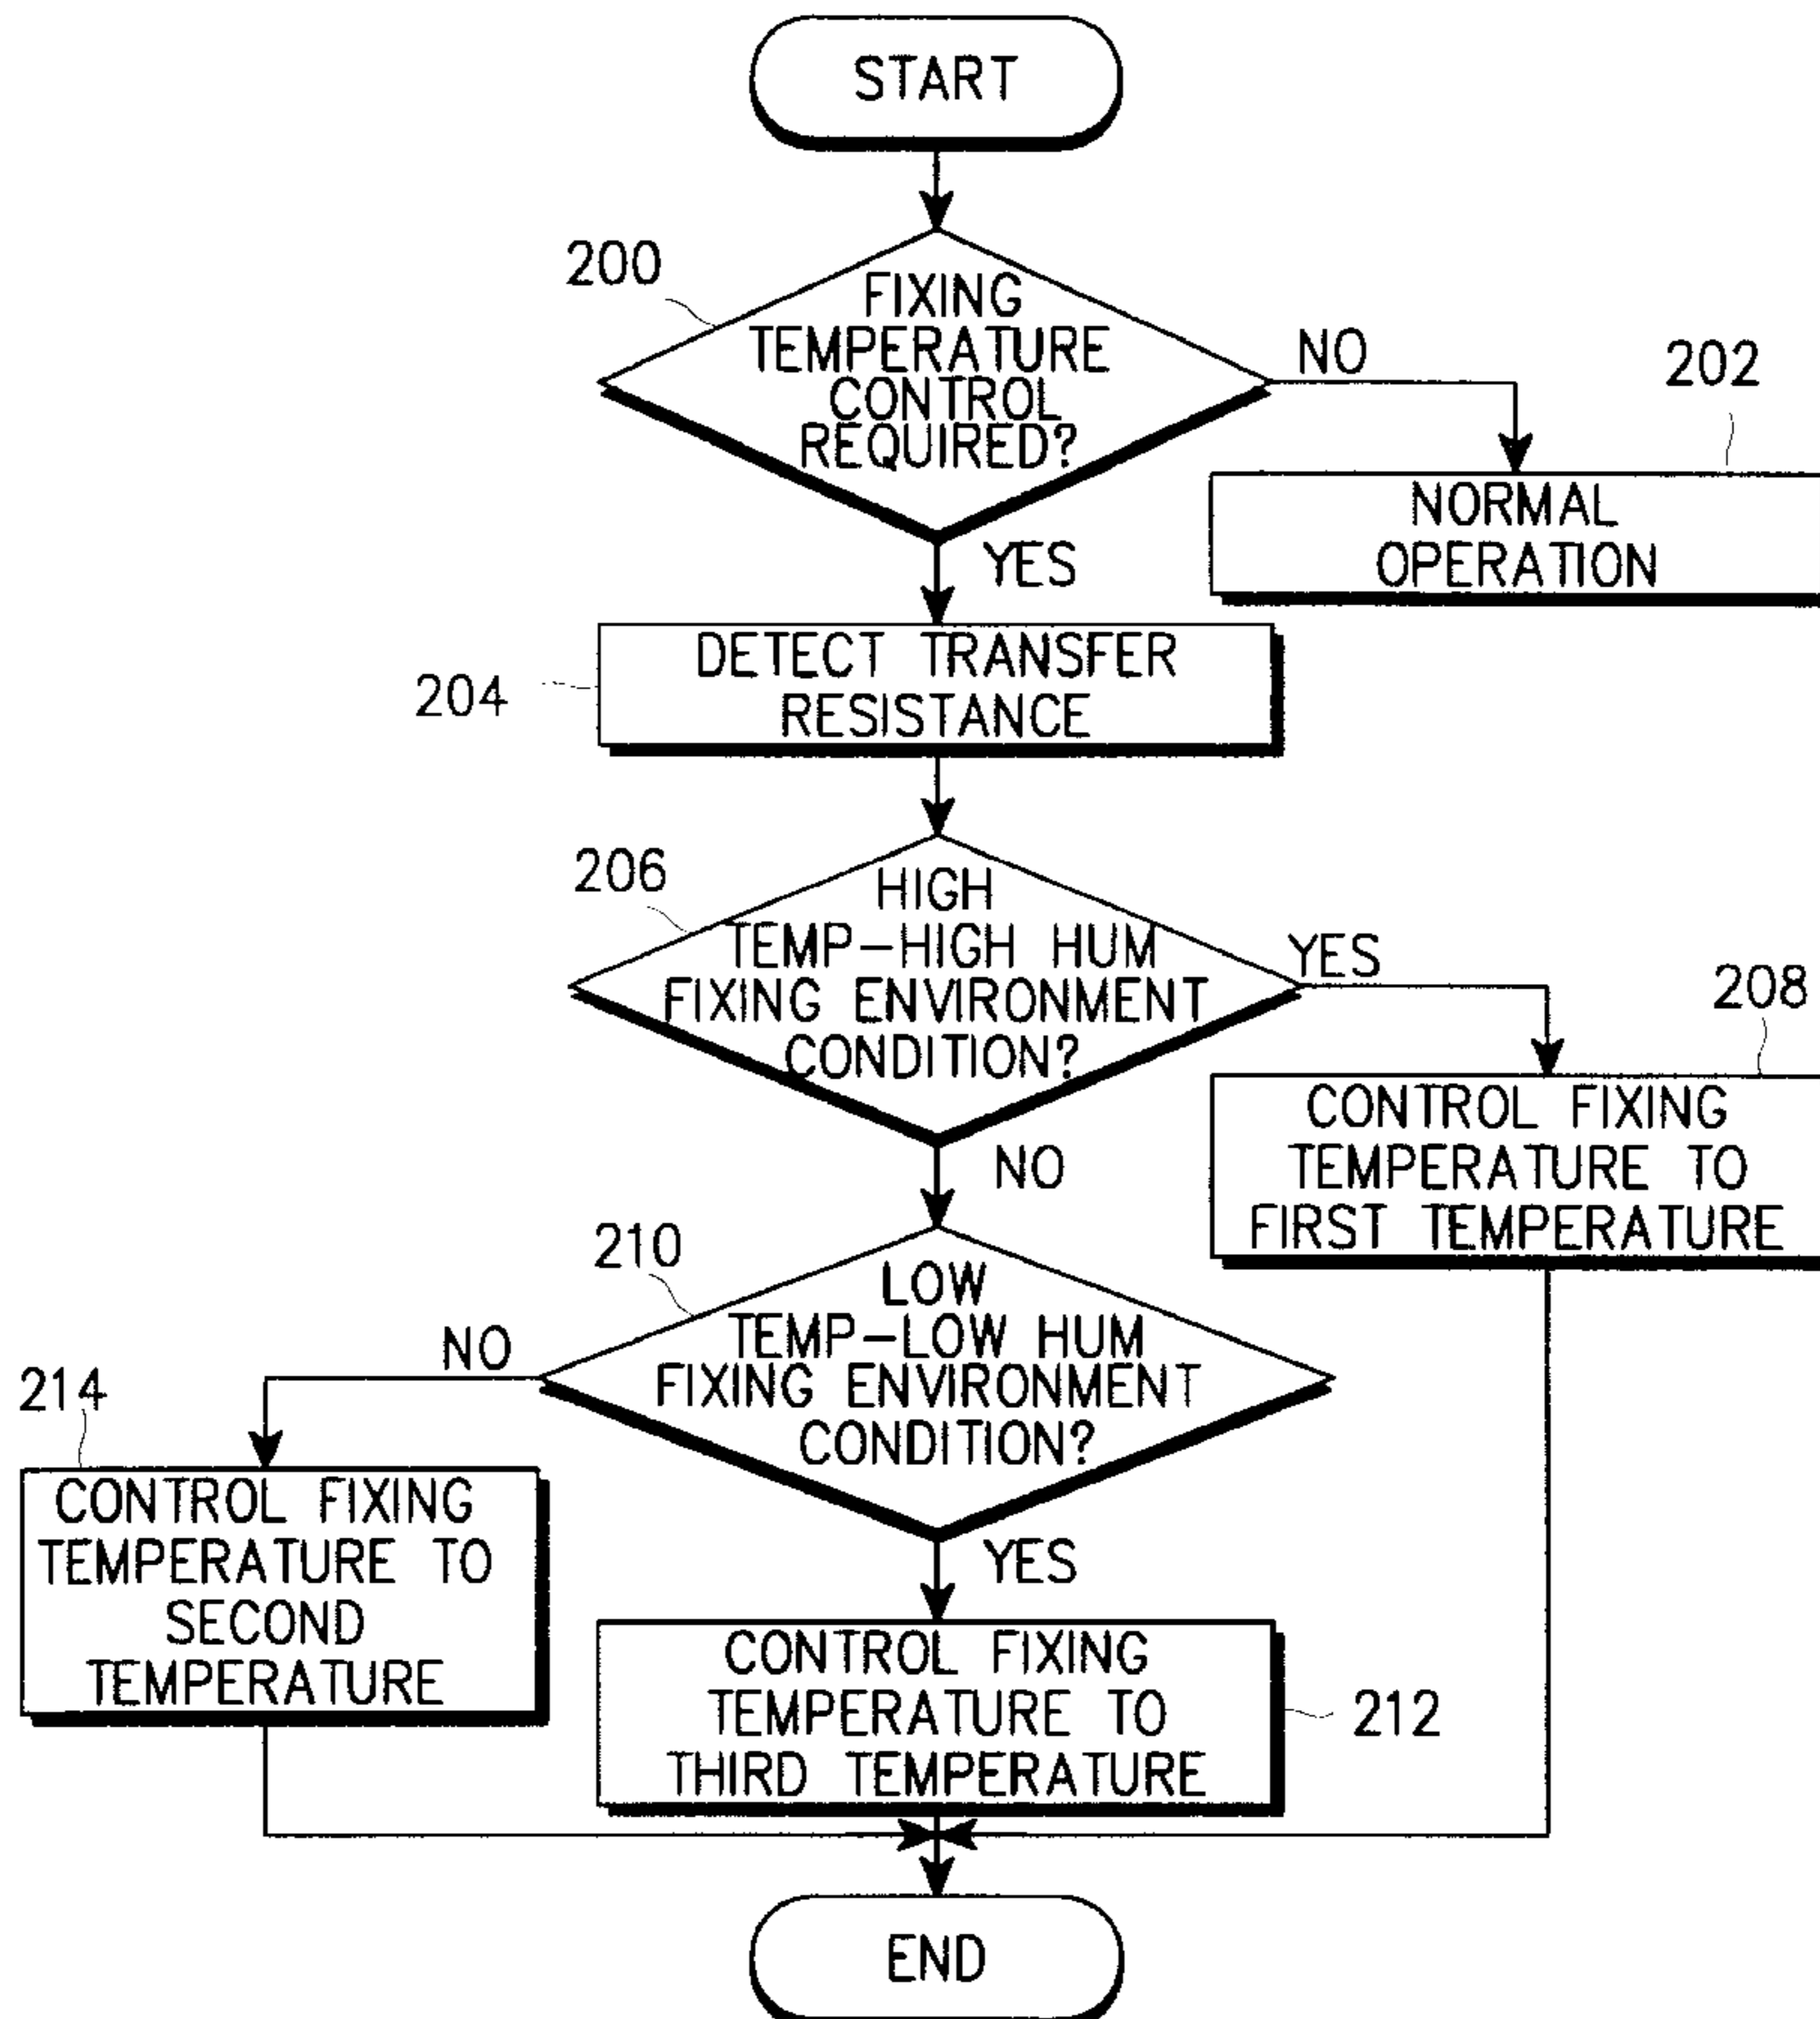 START
200
FIXING
TEMPERATURE
CONTROL
REQUIRED?
NO
202
NORMAL
OPERATION
YES
204
DETECT TRANSFER
RESISTANCE
206
HIGH
TEMP-HIGH HUM
FIXING ENVIRONMENT
CONDITION?
YES
208
CONTROL FIXING
TEMPERATURE TO
FIRST TEMPERATURE
NO
210
LOW
TEMP-LOW HUM
FIXING ENVIRONMENT
CONDITION?
NO
214
CONTROL FIXING
TEMPERATURE TO
SECOND
TEMPERATURE
YES
CONTROL FIXING
TEMPERATURE TO
THIRD TEMPERATURE
212
END